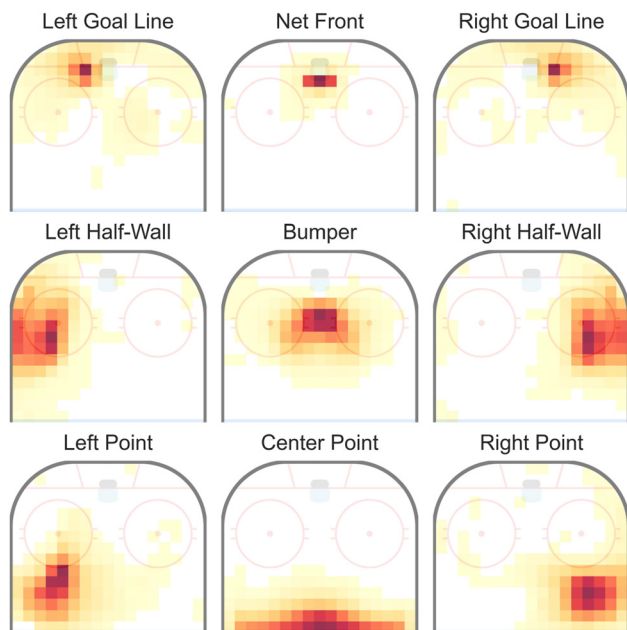 Left Goal Line
Net Front
Right Goal Line
Left Half-Wall
Bumper
Right Half-Wall
Left Point
Center Point
Right Point